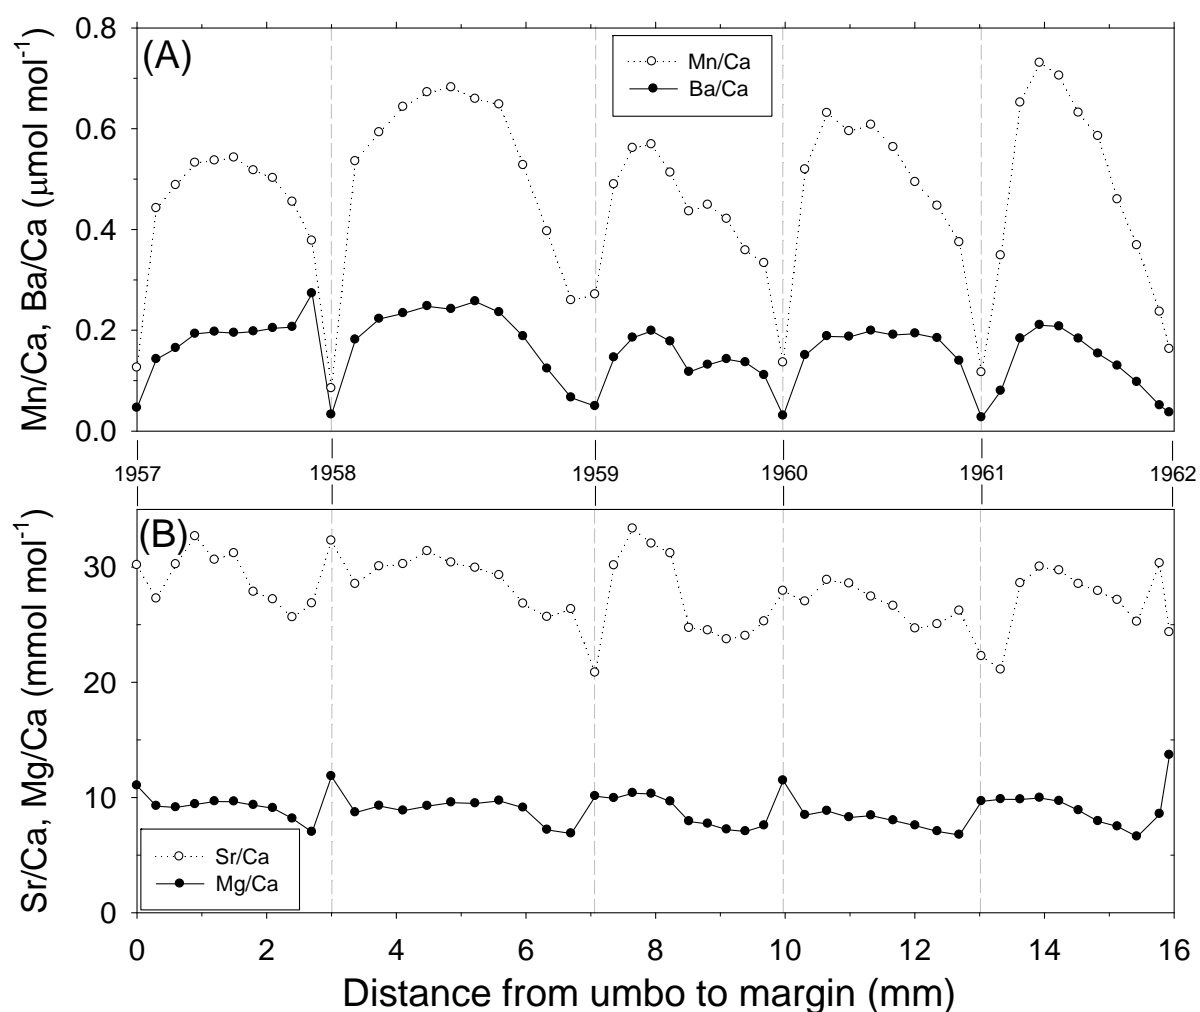 (A)
Mn/Ca
Ba/Ca
Mn/Ca, Ba/Ca (μmol mol⁻¹)
0.8
0.6
0.4
0.2
0.0
1957 1958 1959 1960 1961 1962
(B)
Sr/Ca, Mg/Ca (mmol mol⁻¹)
30
20
10
0
Sr/Ca
Mg/Ca
0 2 4 6 8 10 12 14 16
Distance from umbo to margin (mm)